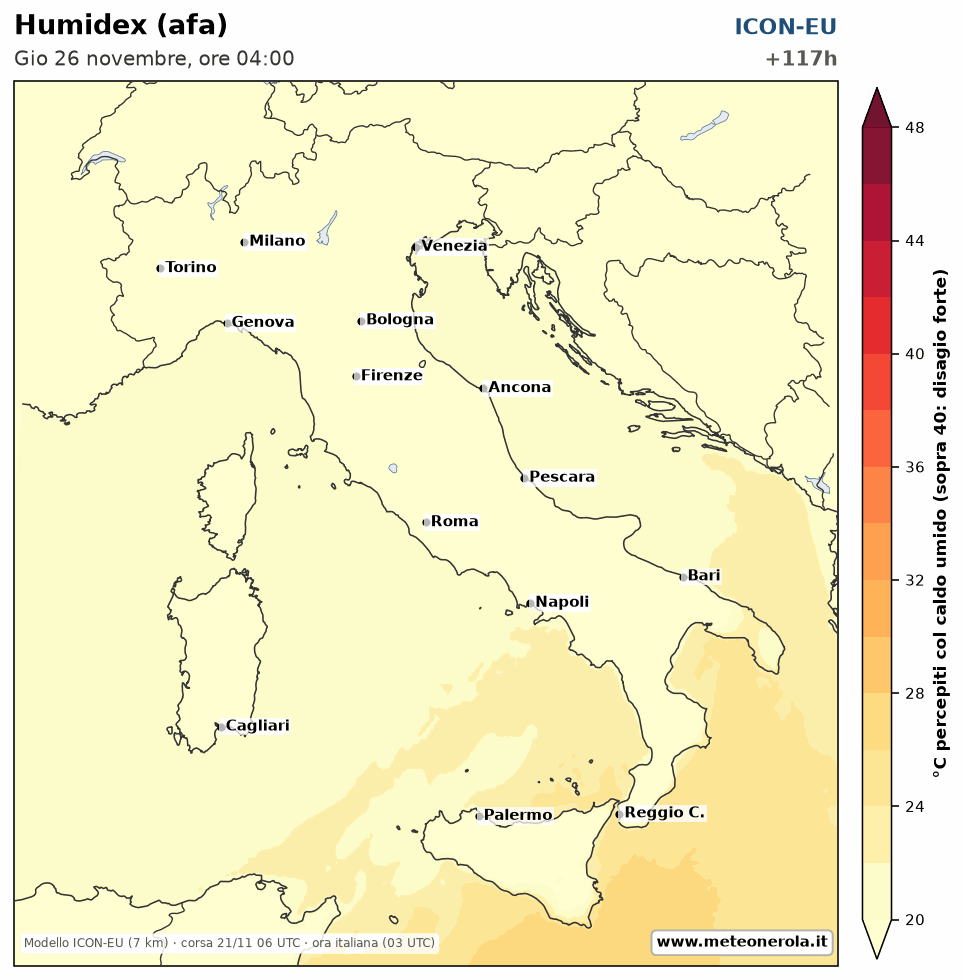 Humidex (afa)
ICON-EU
Gio 26 novembre, ore 04:00
+117h
Milano
Venezia
Torino
Genova
Bologna
Firenze
Ancona
Pescara
Roma
Bari
Napoli
Cagliari
Palermo
Reggio C.
48
44
40
36
32
28
24
20
°C percepiti col caldo umido (sopra 40: disagio forte)
Modello ICON-EU (7 km) · corsa 21/11 06 UTC · ora italiana (03 UTC)
www.meteonerola.it